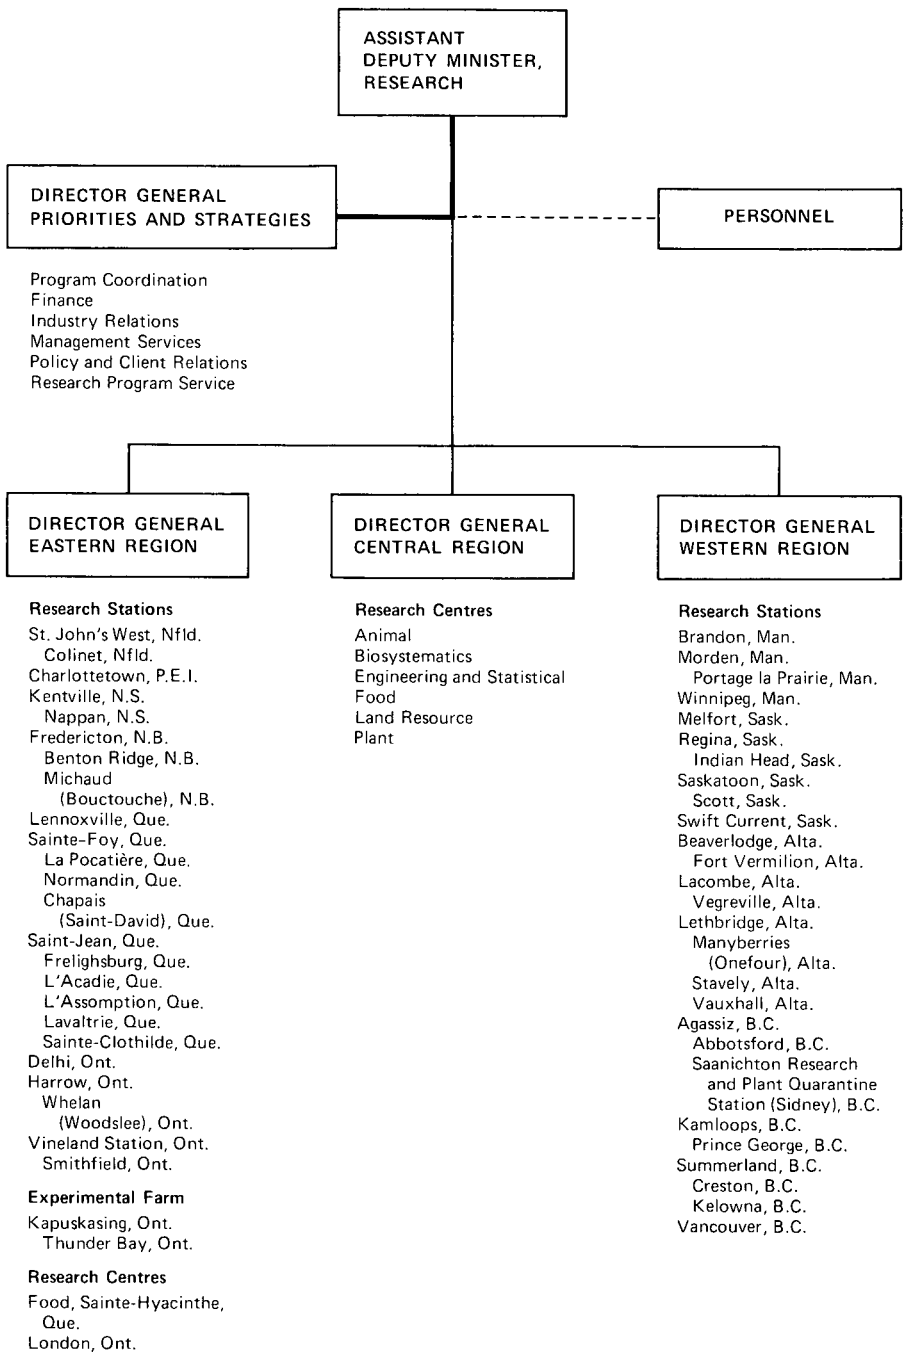 ASSISTANT
DEPUTY MINISTER,
RESEARCH
DIRECTOR GENERAL
PRIORITIES AND STRATEGIES
PERSONNEL
Program Coordination
Finance
Industry Relations
Management Services
Policy and Client Relations
Research Program Service
DIRECTOR GENERAL
EASTERN REGION
DIRECTOR GENERAL
CENTRAL REGION
DIRECTOR GENERAL
WESTERN REGION
Research Stations
St. John's West, Nfld.
Colinet, Nfld.
Charlottetown, P.E.I.
Kentville, N.S.
Nappan, N.S.
Fredericton, N.B.
Benton Ridge, N.B.
Michaud
(Bouctouche), N.B.
Lennoxville, Que.
Sainte-Foy, Que.
La Pocatière, Que.
Normandin, Que.
Chapais
(Saint-David), Que.
Saint-Jean, Que.
Frelighsburg, Que.
L'Acadie, Que.
L'Assomption, Que.
Lavaltrie, Que.
Sainte-Clothilde, Que.
Delhi, Ont.
Harrow, Ont.
Whelan
(Woodslee), Ont.
Vineland Station, Ont.
Smithfield, Ont.
Experimental Farm
Kapuskasing, Ont.
Thunder Bay, Ont.
Research Centres
Food, Sainte-Hyacinthe,
Que.
London, Ont.
Research Centres
Animal
Biosystematics
Engineering and Statistical
Food
Land Resource
Plant
Research Stations
Brandon, Man.
Morden, Man.
Portage la Prairie, Man.
Winnipeg, Man.
Melfort, Sask.
Regina, Sask.
Indian Head, Sask.
Saskatoon, Sask.
Scott, Sask.
Swift Current, Sask.
Beaverlodge, Alta.
Fort Vermilion, Alta.
Lacombe, Alta.
Vegreville, Alta.
Lethbridge, Alta.
Manyberries
(Onefour), Alta.
Stavely, Alta.
Vauxhall, Alta.
Agassiz, B.C.
Abbotsford, B.C.
Saanichton Research
and Plant Quarantine
Station (Sidney), B.C.
Kamloops, B.C.
Prince George, B.C.
Summerland, B.C.
Creston, B.C.
Kelowna, B.C.
Vancouver, B.C.